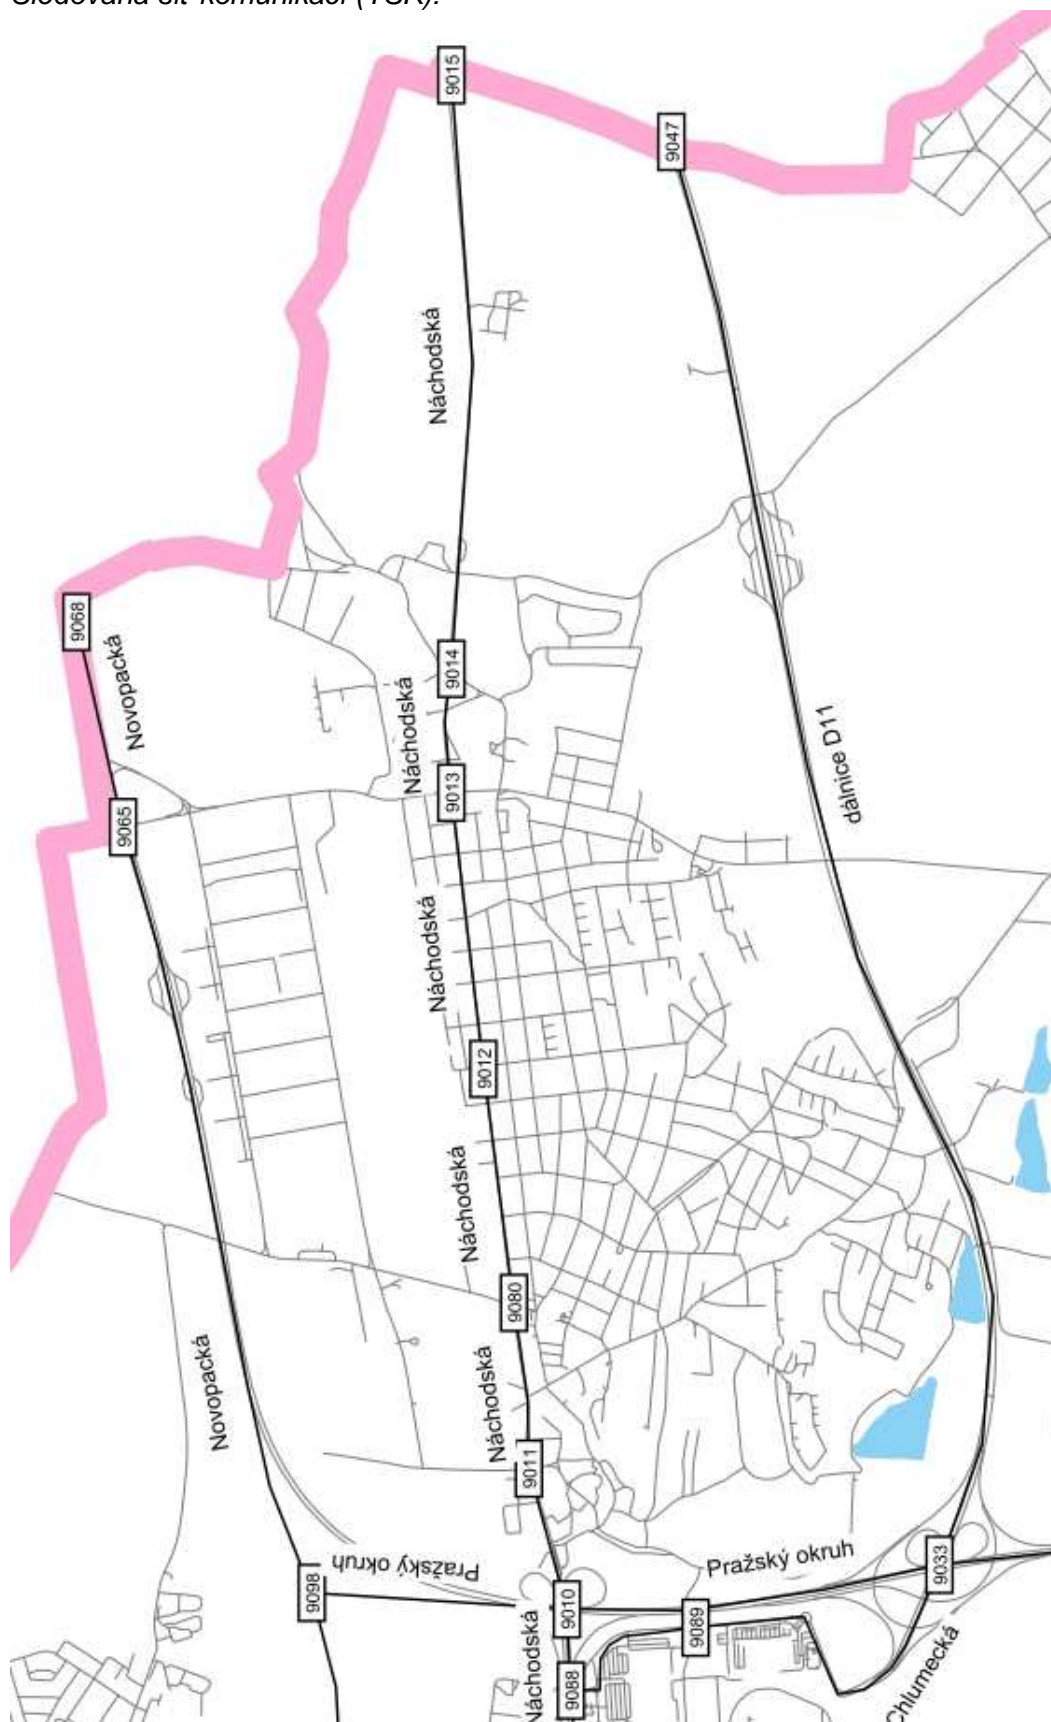 Sledovaná síť komunikací (TSK):
9015
9047
Náchodská
9068
Novopacká
9014
Náchodská
9013
dálnice D11
9065
Náchodská
9012
Náchodská
9080
Novopacká
Náchodská
9011
Pražský okruh
Pražský okruh
9033
9098
9010
9089
Náchodská
9088
Chlumecká